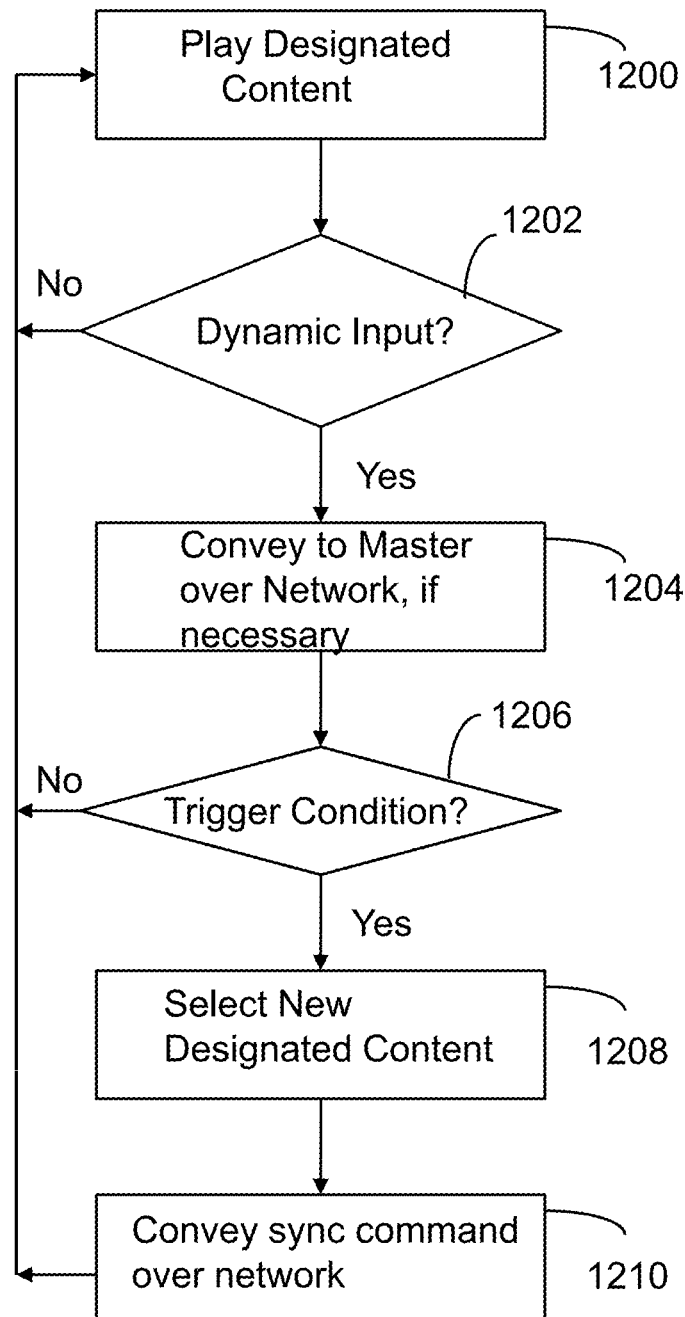 Play Designated
Content
1200
1202
No
Dynamic Input?
Yes
Convey to Master
over Network, if
necessary
1204
1206
No
Trigger Condition?
Yes
Select New
Designated Content
1208
Convey sync command
over network
1210